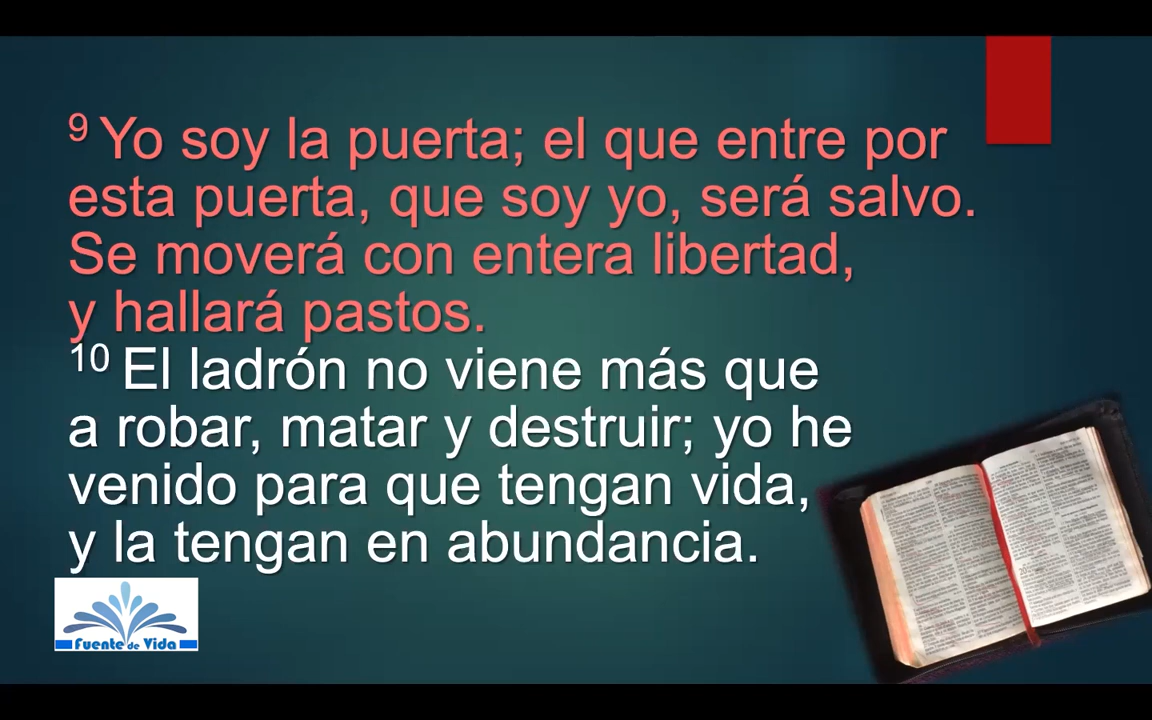 9 Yo soy la puerta; el que entre por
esta puerta, que soy yo, será salvo.
Se moverá con entera libertad,
y hallará pastos.
10 El ladrón no viene más que
a robar, matar y destruir; yo he
venido para que tengan vida,
y la tengan en abundancia.
Fuente de Vida